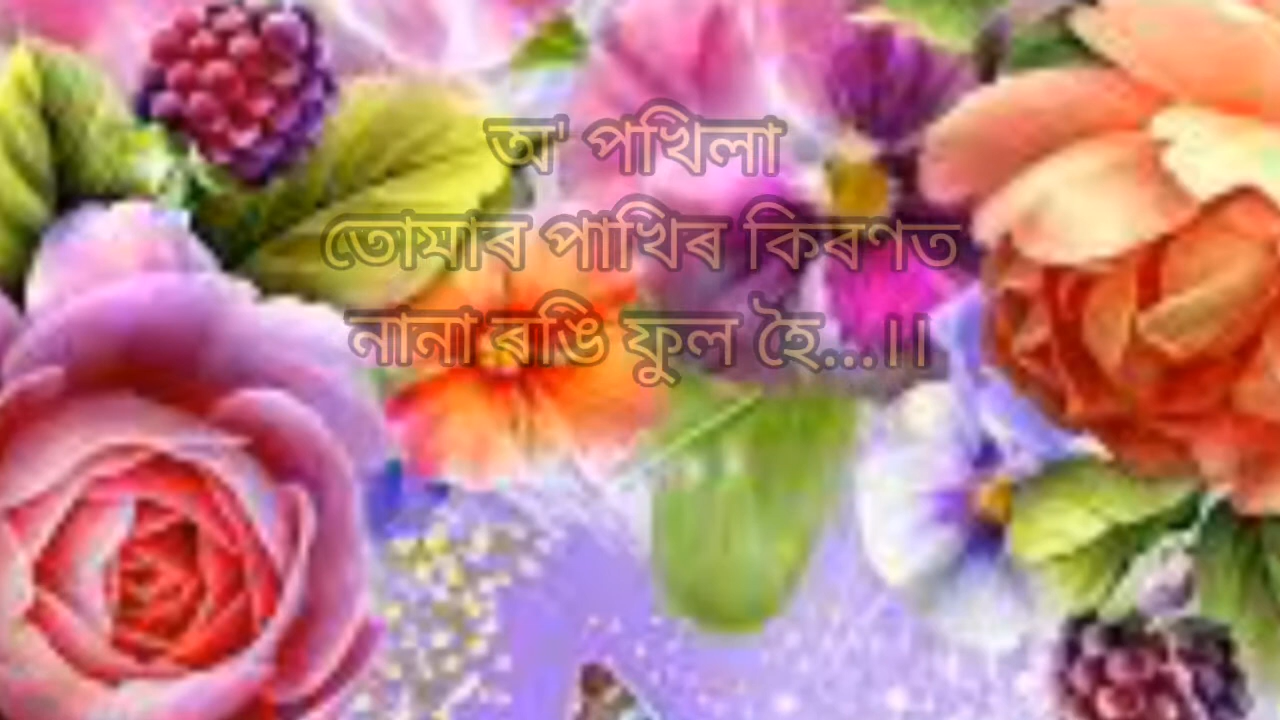 অ' পখিলা
তোমাৰ পাখিৰ কিৰণত
নানা ৰঙি ফুল হৈ...।।